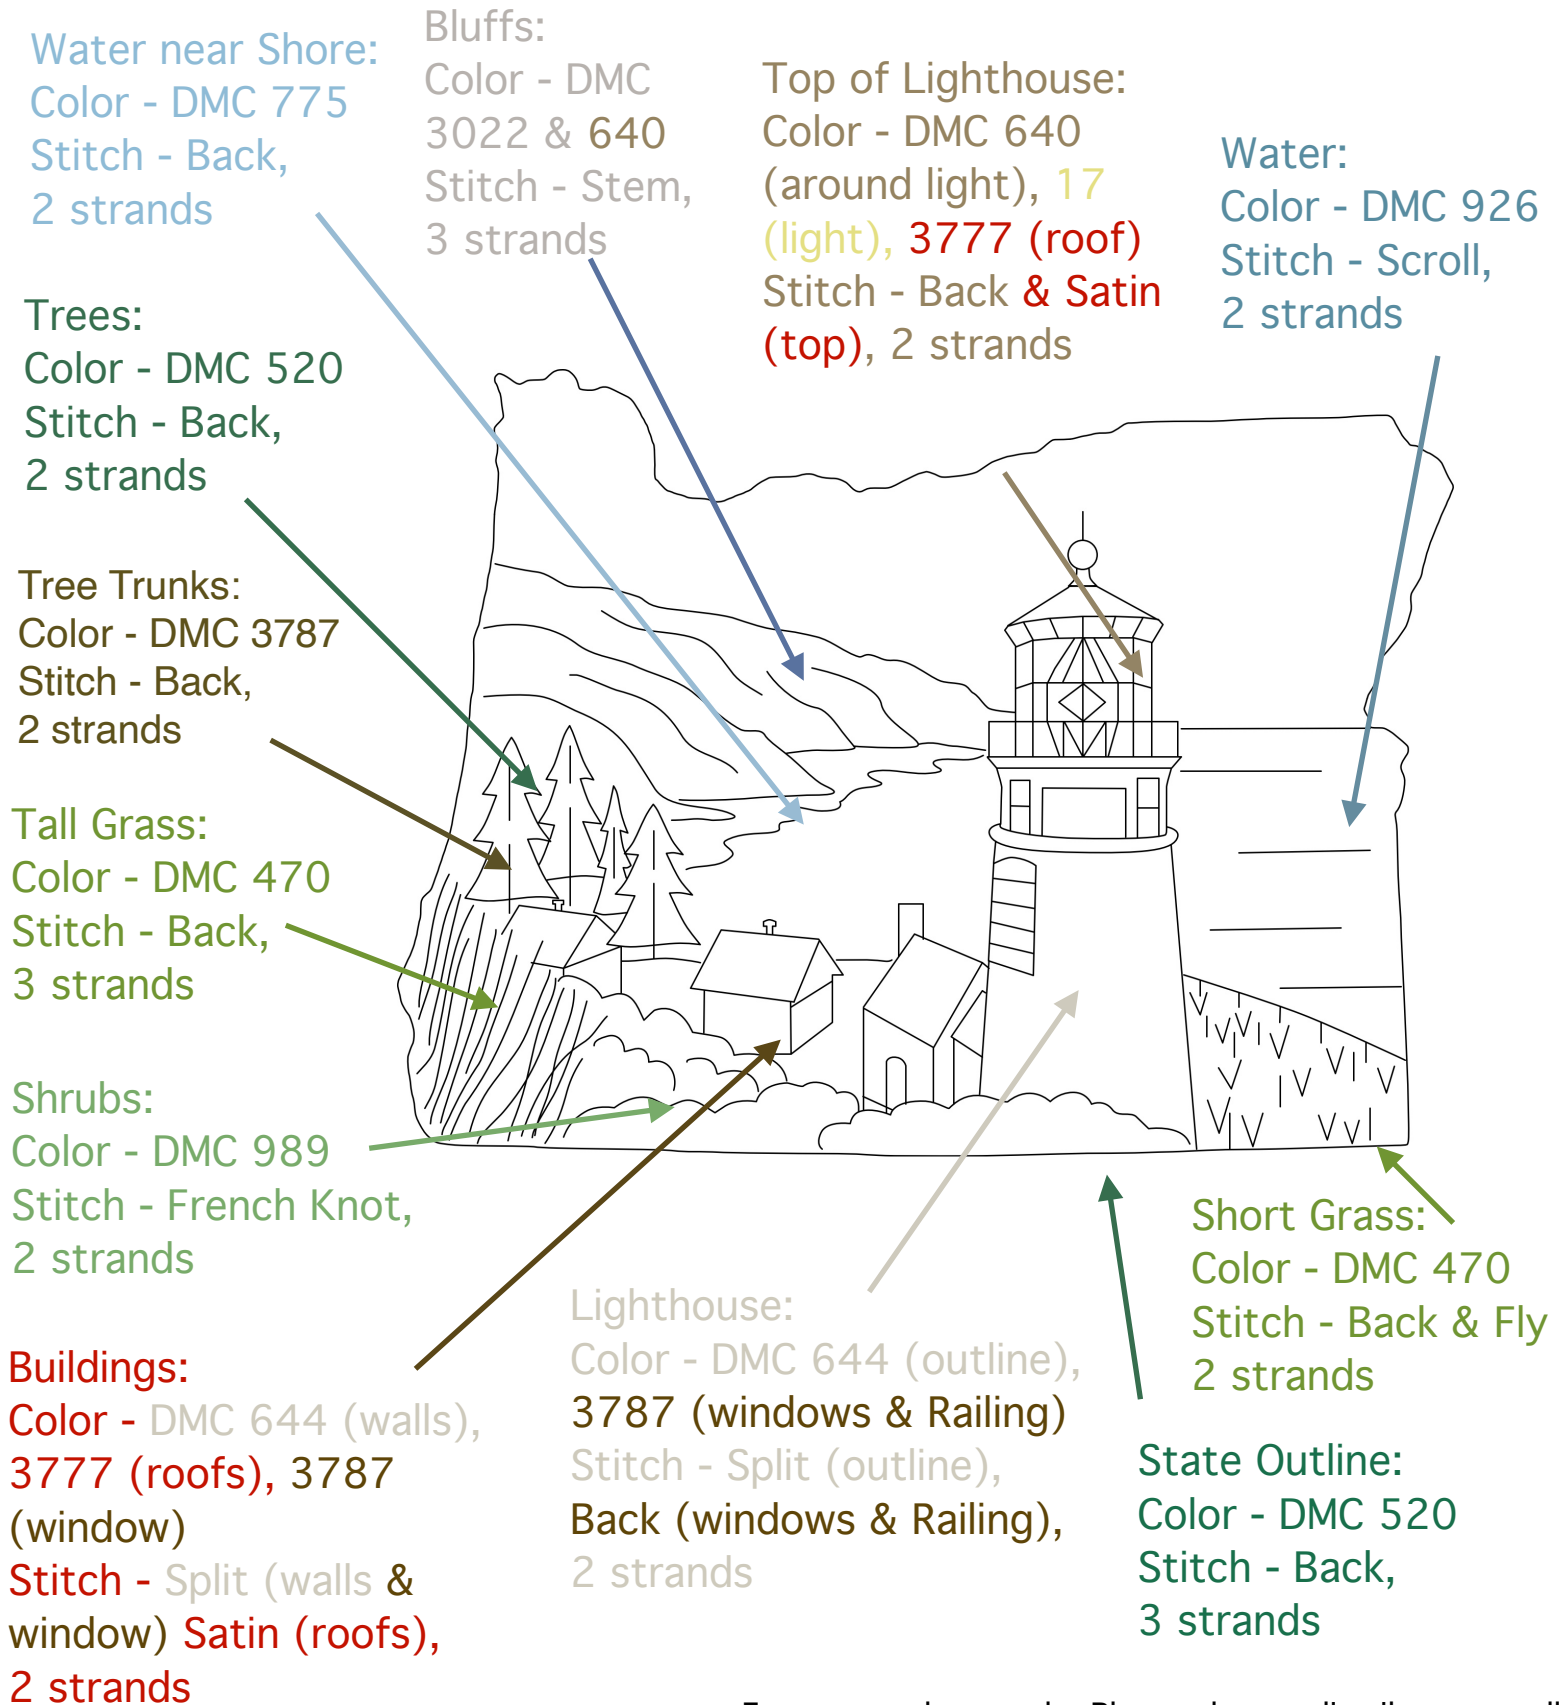 Water near Shore:
Color - DMC 775
Stitch - Back,
2 strands
Bluffs:
Color - DMC
3022 & 640
Stitch - Stem,
3 strands
Top of Lighthouse:
Color - DMC 640
(around light), 17
(light), 3777 (roof)
Stitch - Back & Satin
(top), 2 strands
Water:
Color - DMC 926
Stitch - Scroll,
2 strands
Trees:
Color - DMC 520
Stitch - Back,
2 strands
Tree Trunks:
Color - DMC 3787
Stitch - Back,
2 strands
Tall Grass:
Color - DMC 470
Stitch - Back,
3 strands
Shrubs:
Color - DMC 989
Stitch - French Knot,
2 strands
Buildings:
Color - DMC 644 (walls),
3777 (roofs), 3787
(window)
Stitch - Split (walls &
window) Satin (roofs),
2 strands
Lighthouse:
Color - DMC 644 (outline),
3787 (windows & Railing)
Stitch - Split (outline),
Back (windows & Railing),
2 strands
Short Grass:
Color - DMC 470
Stitch - Back & Fly
2 strands
State Outline:
Color - DMC 520
Stitch - Back,
3 strands